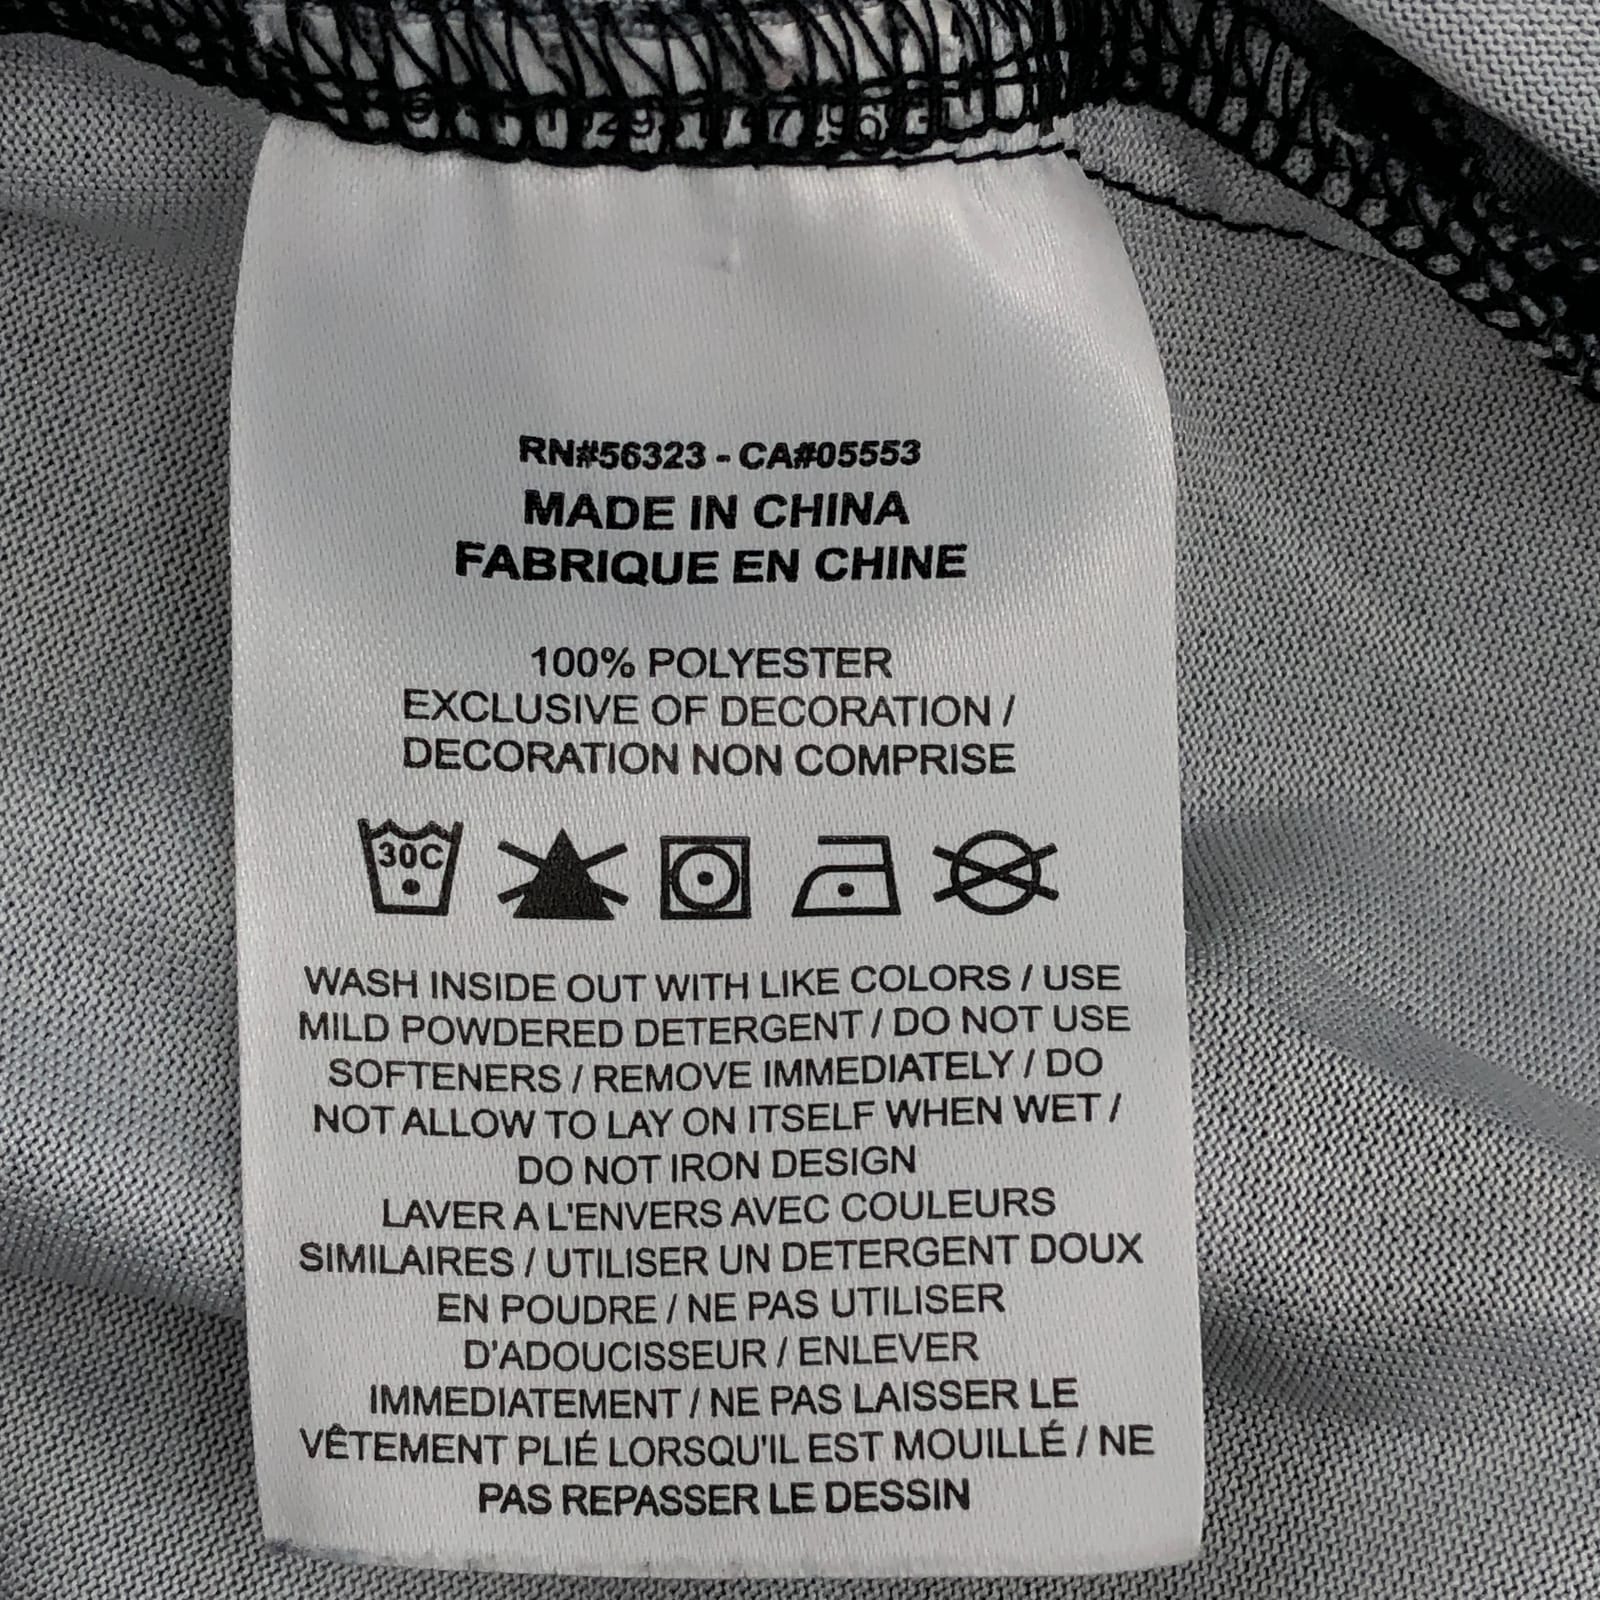 RN#56323 - CA#05553
MADE IN CHINA
FABRIQUE EN CHINE
100% POLYESTER
EXCLUSIVE OF DECORATION /
DECORATION NON COMPRISE
30C
WASH INSIDE OUT WITH LIKE COLORS / USE
MILD POWDERED DETERGENT / DO NOT USE
SOFTENERS / REMOVE IMMEDIATELY / DO
NOT ALLOW TO LAY ON ITSELF WHEN WET /
DO NOT IRON DESIGN
LAVER A L'ENVERS AVEC COULEURS
SIMILAIRES / UTILISER UN DETERGENT DOUX
EN POUDRE / NE PAS UTILISER
D'ADOUCISSEUR / ENLEVER
IMMEDIATEMENT / NE PAS LAISSER LE
VÊTEMENT PLIÉ LORSQU'IL EST MOUILLÉ / NE
PAS REPASSER LE DESSIN